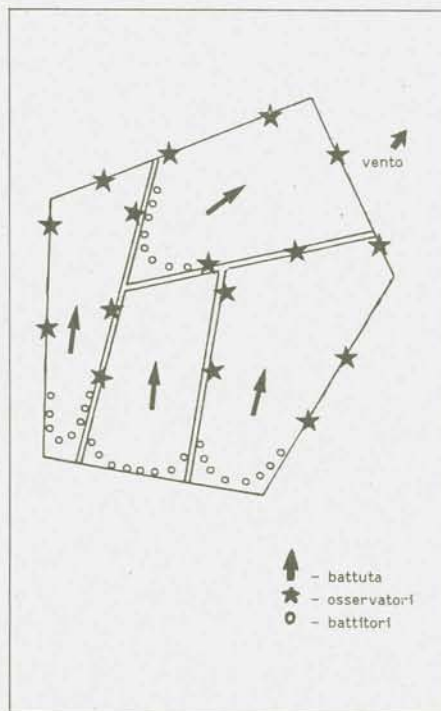 vento
- battuta
- osservatori
- battitori